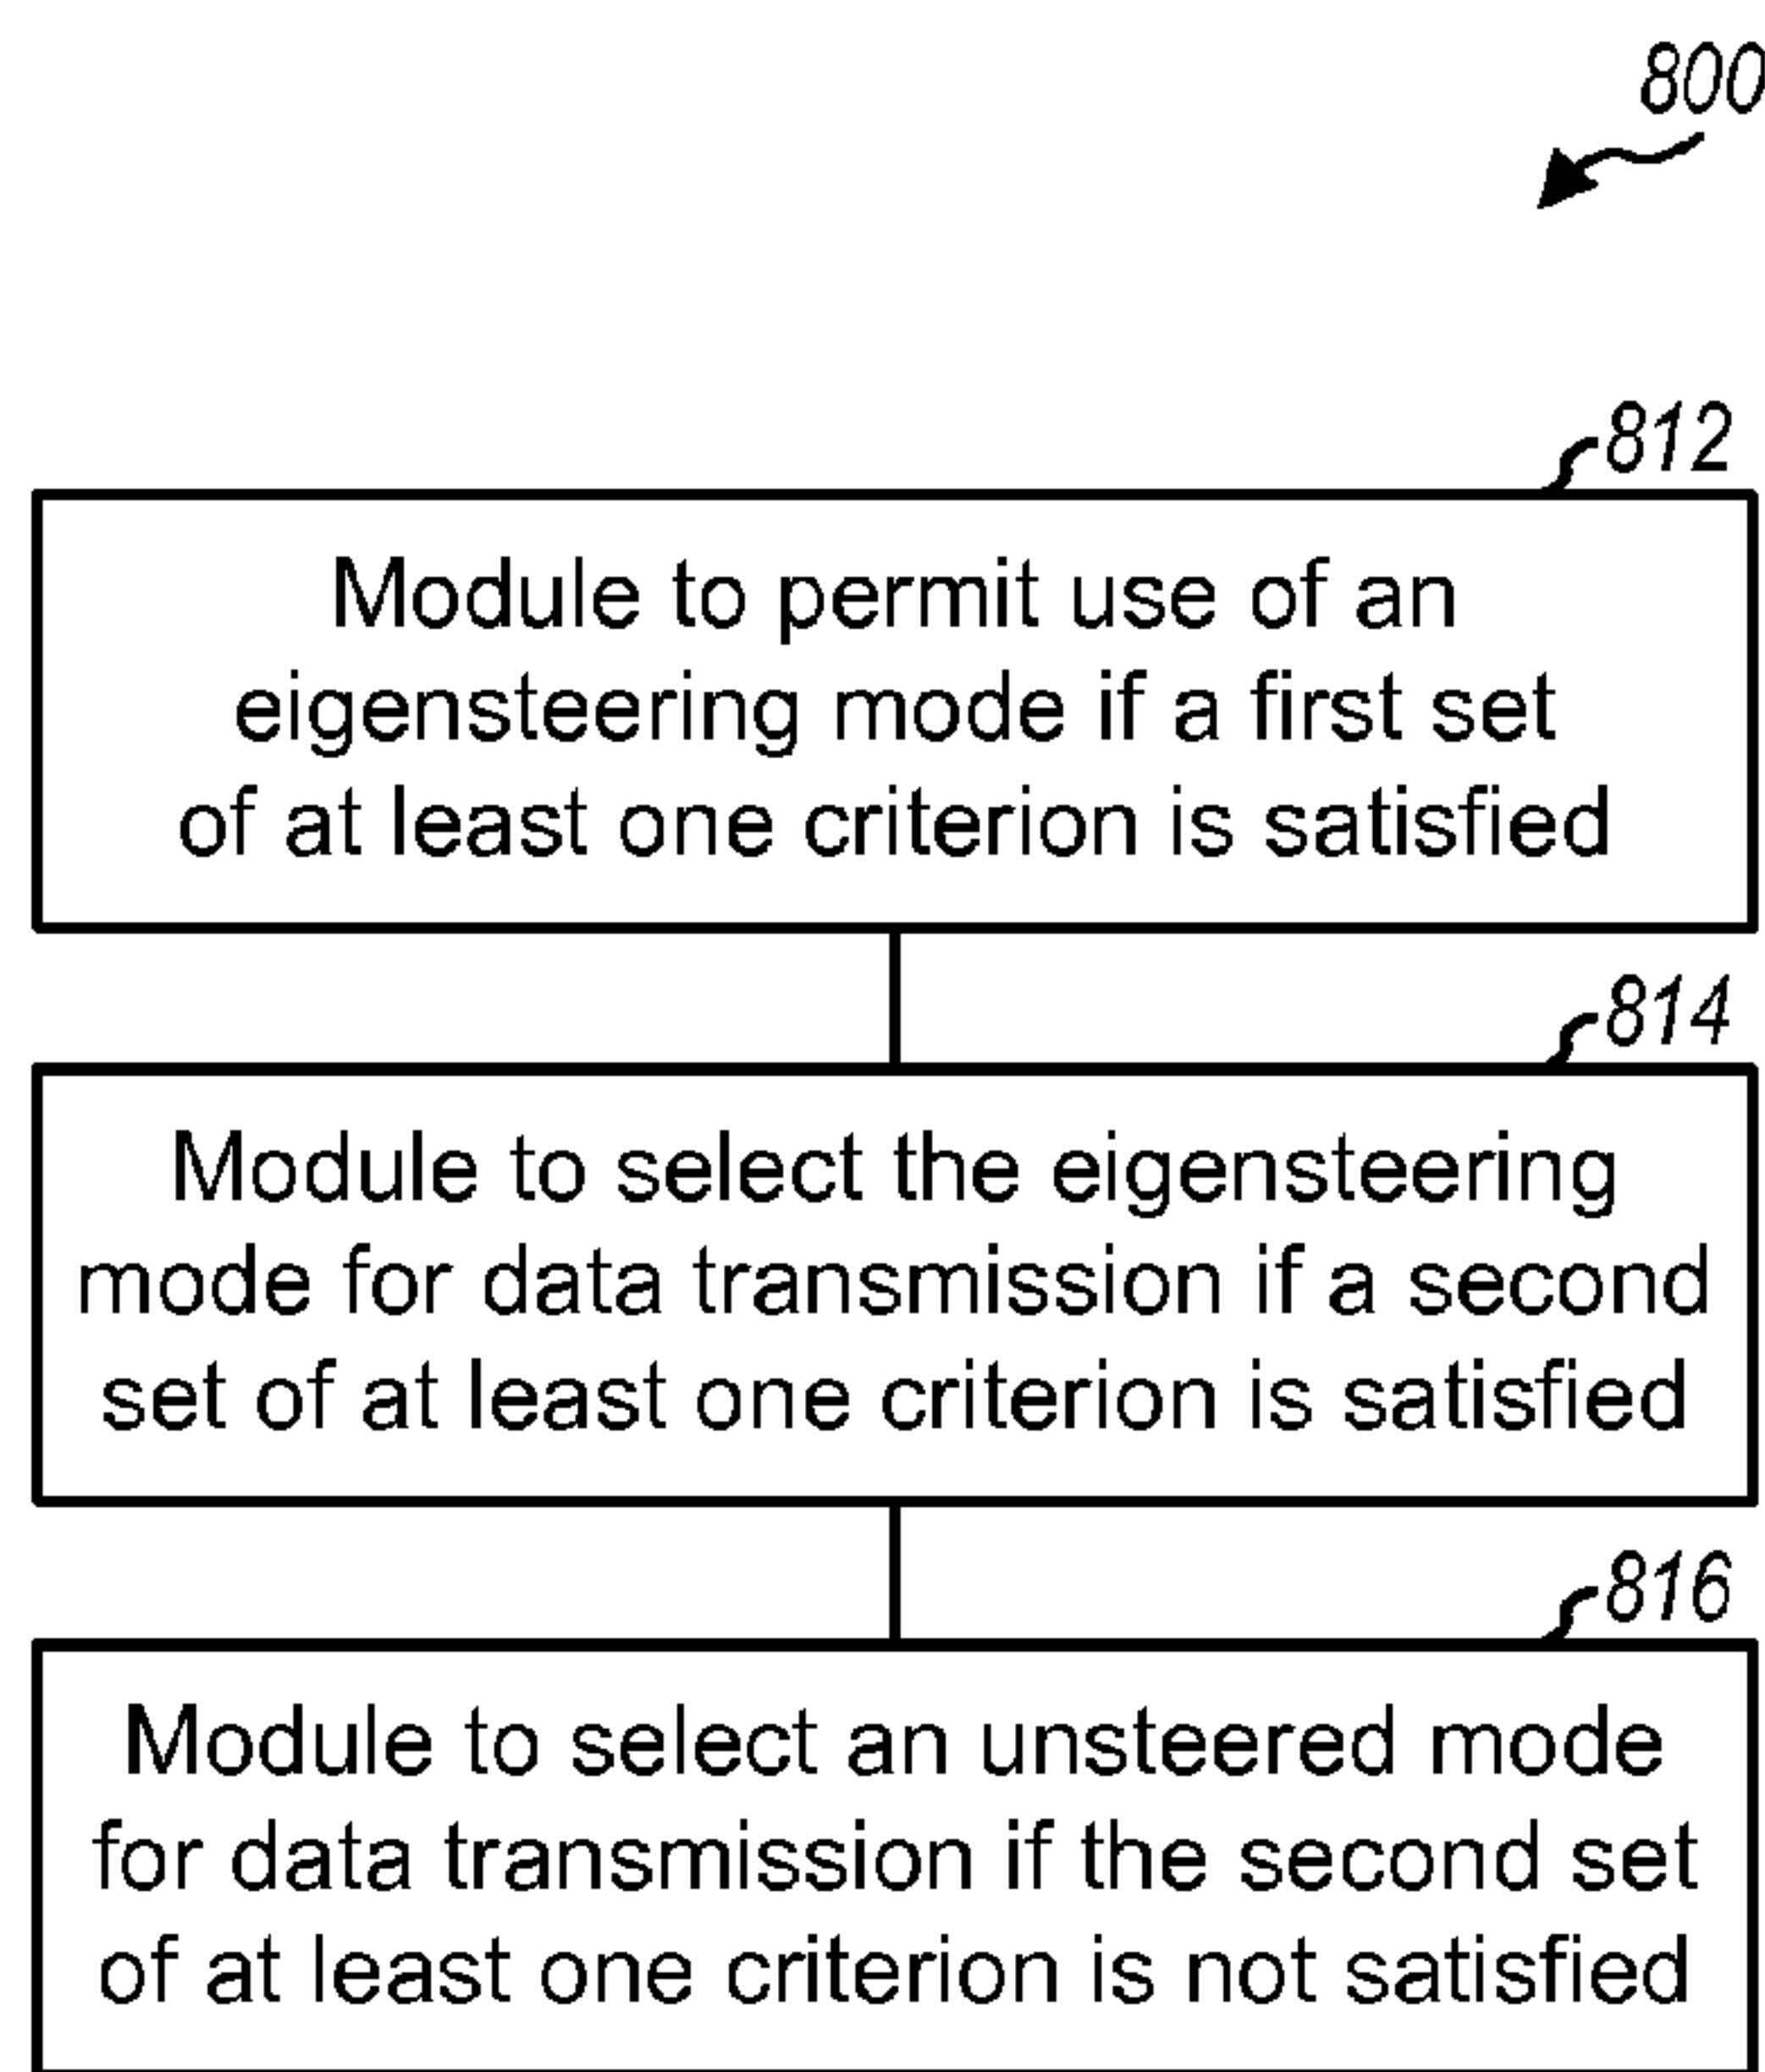 800
812
Module to permit use of an
eigensteering mode if a first set
of at least one criterion is satisfied
814
Module to select the eigensteering
mode for data transmission if a second
set of at least one criterion is satisfied
816
Module to select an unsteered mode
for data transmission if the second set
of at least one criterion is not satisfied